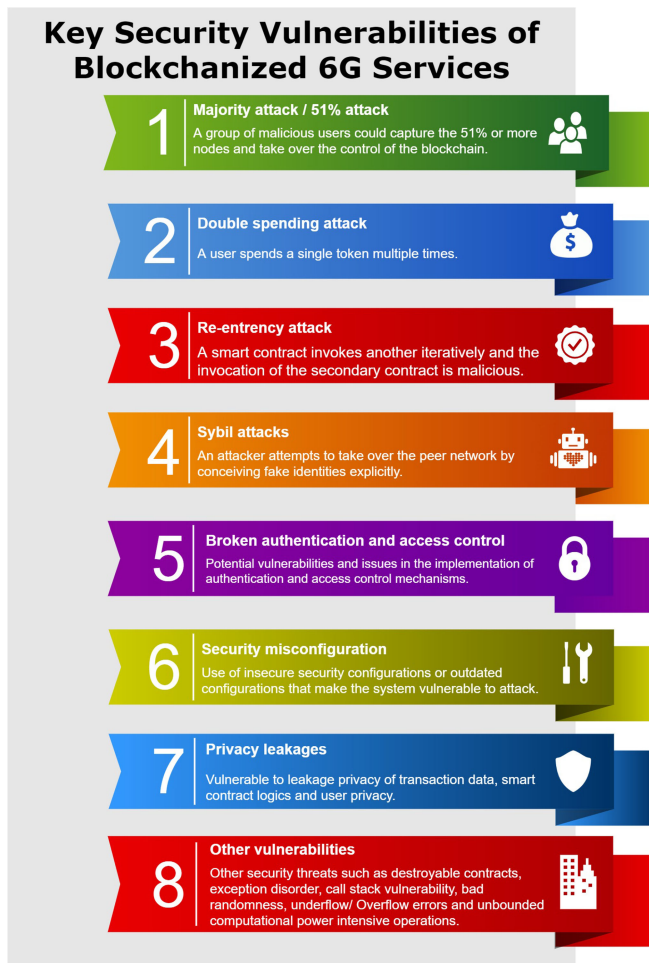 Key Security Vulnerabilities of
Blockchanized 6G Services
1
Majority attack / 51% attack
A group of malicious users could capture the 51% or more
nodes and take over the control of the blockchain.
2
Double spending attack
A user spends a single token multiple times.
$
3
Re-entrency attack
A smart contract invokes another iteratively and the
invocation of the secondary contract is malicious.
4
Sybil attacks
An attacker attempts to take over the peer network by
conceiving fake identities explicitly.
5
Broken authentication and access control
Potential vulnerabilities and issues in the implementation of
authentication and access control mechanisms.
6
Security misconfiguration
Use of insecure security configurations or outdated
configurations that make the system vulnerable to attack.
7
Privacy leakages
Vulnerable to leakage privacy of transaction data, smart
contract logics and user privacy.
8
Other vulnerabilities
Other security threats such as destroyable contracts,
exception disorder, call stack vulnerability, bad
randomness, underflow/ Overflow errors and unbounded
computational power intensive operations.